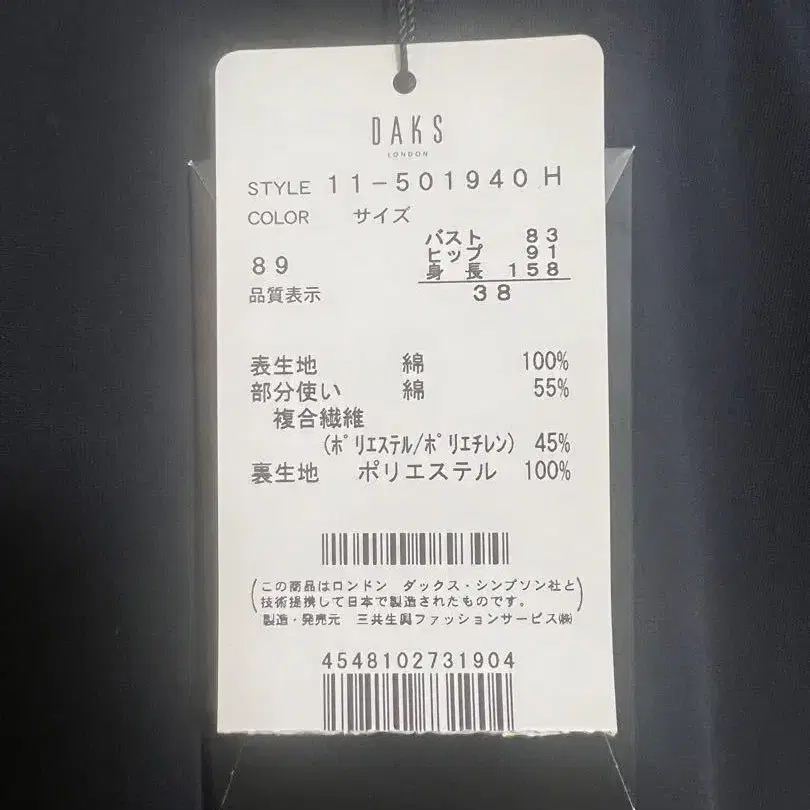 DAKS
LONDON
STYLE 11-501940 H
COLOR サイズ
バスト 83
ヒップ 91
89
身長 158
品質表示 38
表生地 綿 100%
部分使い 綿 55%
複合繊維
(ポリエステル/ポリエチレン) 45%
裏生地 ポリエステル 100%
(この商品はロンドン ダックス・シンプソン社と
技術提携して日本で製造されたものです。)
製造・発売元 三共生興ファッションサービス㈱
4548102731904